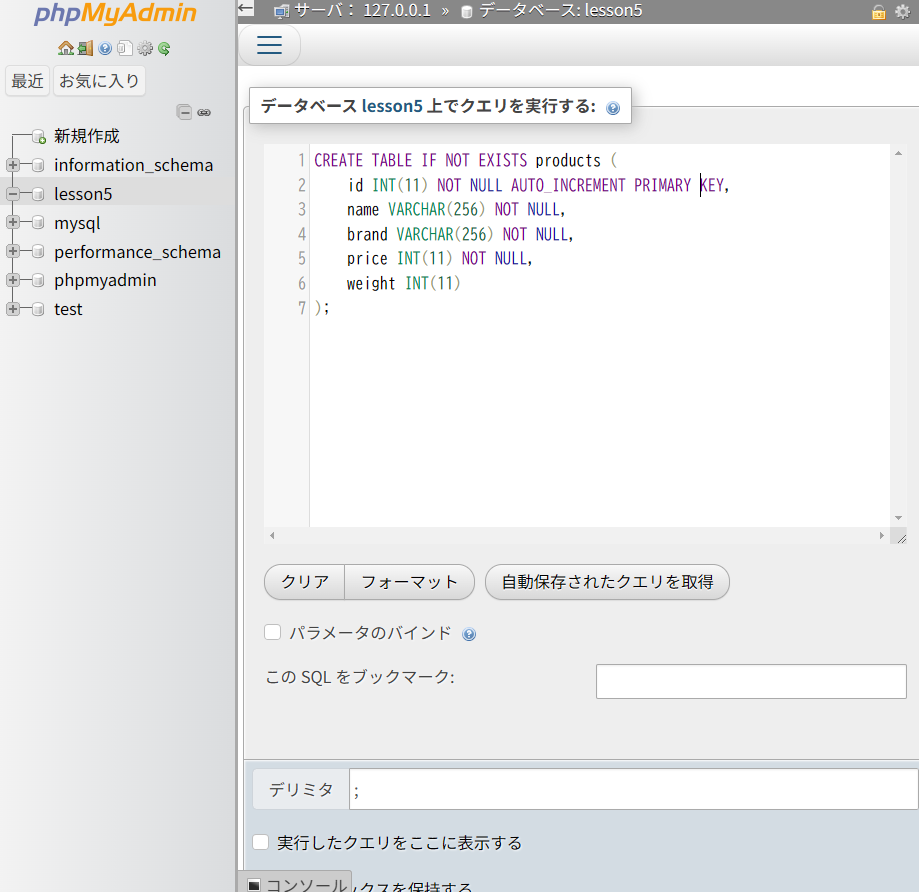 phpMyAdmin
最近 お気に入り
新規作成
information_schema
lesson5
mysql
performance_schema
phpmyadmin
test
サーバ： 127.0.0.1 » データベース: lesson5
データベース lesson5 上でクエリを実行する:
1 CREATE TABLE IF NOT EXISTS products (
2 id INT(11) NOT NULL AUTO_INCREMENT PRIMARY KEY,
3 name VARCHAR(256) NOT NULL,
4 brand VARCHAR(256) NOT NULL,
5 price INT(11) NOT NULL,
6 weight INT(11)
7 );
クリア フォーマット 自動保存されたクエリを取得
パラメータのバインド
この SQL をブックマーク:
デリミタ ;
実行したクエリをここに表示する
コンソール ックスを保持する